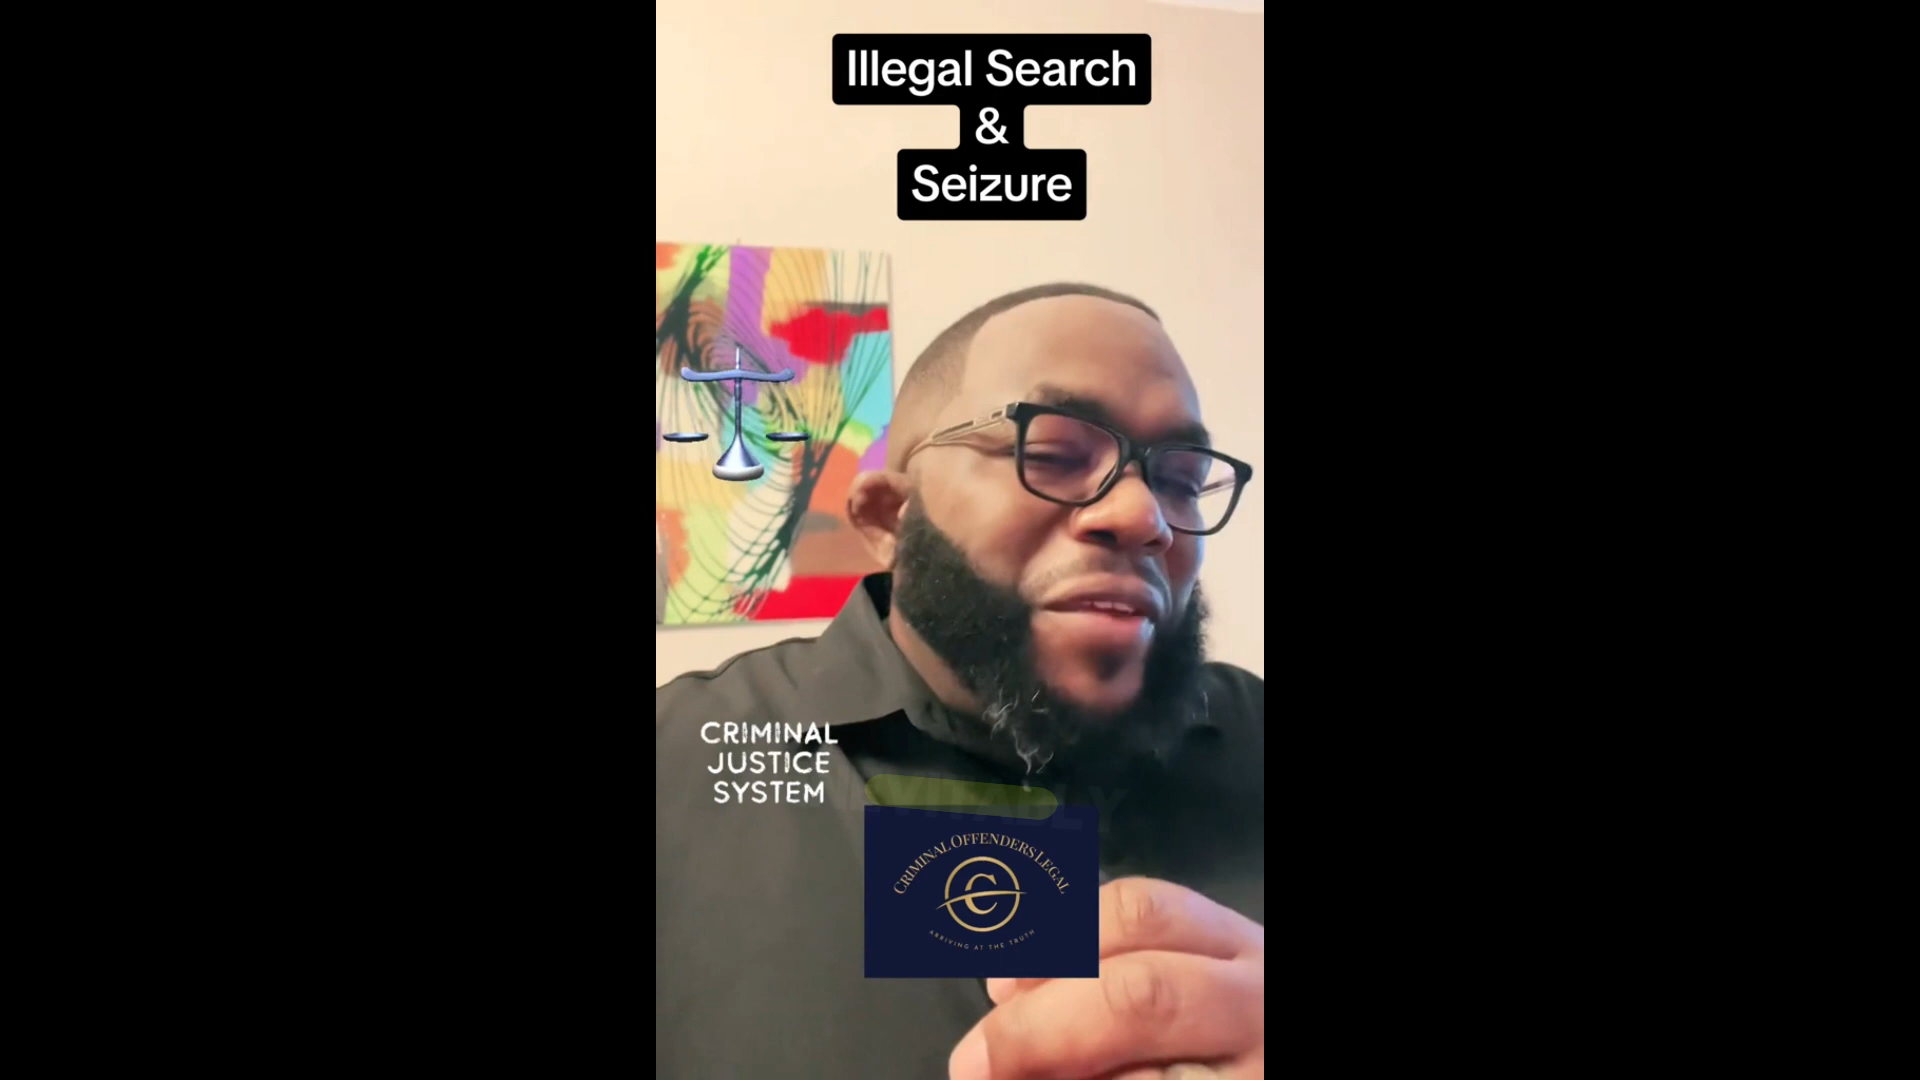 Illegal Search
&
Seizure
CRIMINAL
JUSTICE
SYSTEM
CRIMINAL OFFENDERS LEGAL
C
ARRIVING AT THE TRUTH